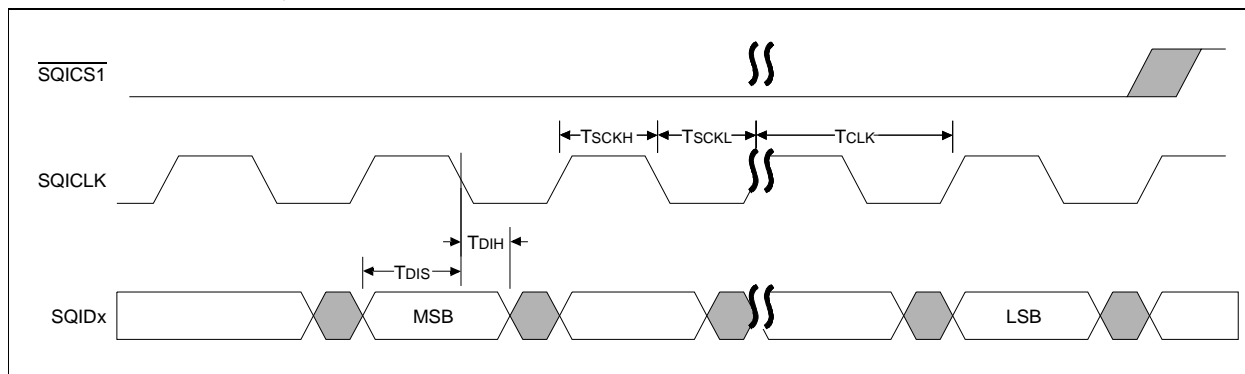 SQICS1
TSCKH TSCKL TCLK
SQICLK
TDIH
TDIS
SQIDx MSB LSB